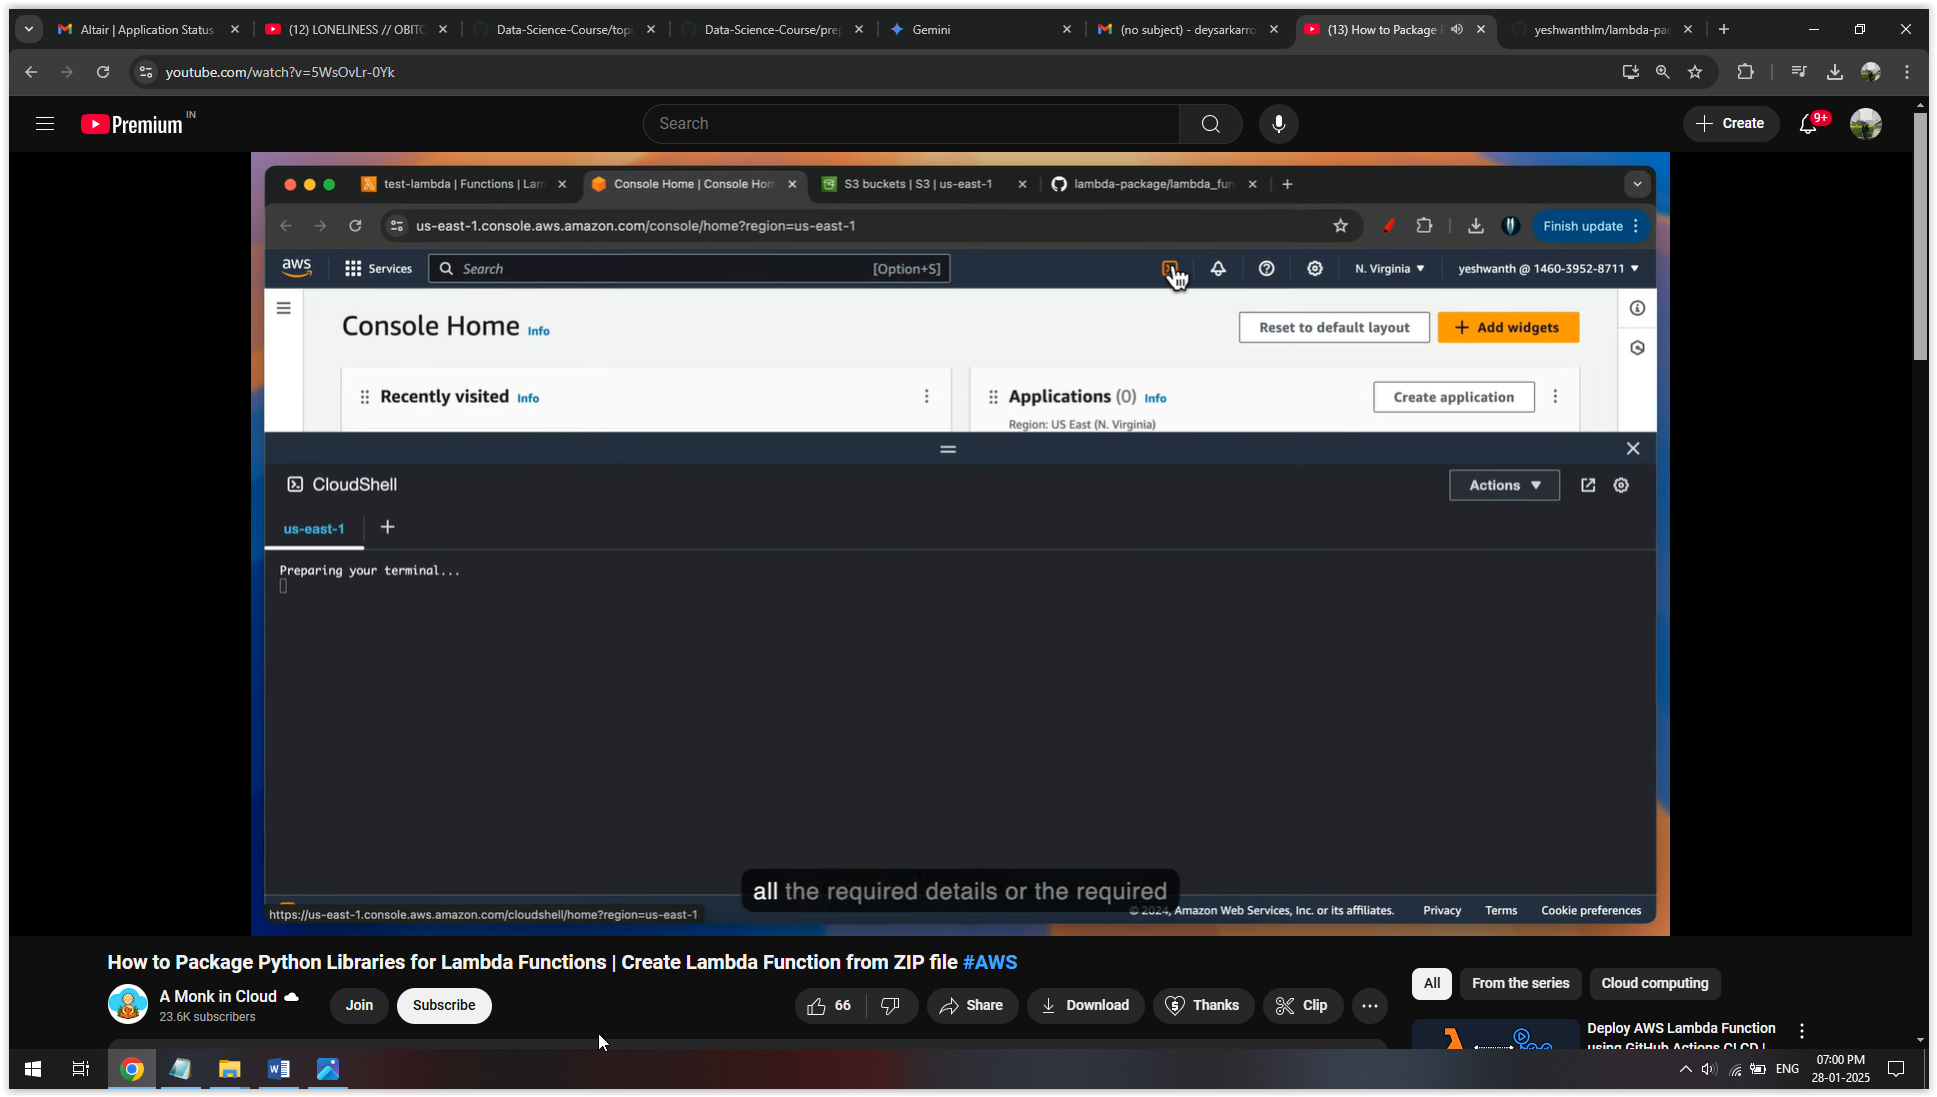 Altair | Application Status
(12) LONELINESS // OBITO
Data-Science-Course/topi
Data-Science-Course/prep
Gemini
(no subject) - deysarkarro
(13) How to Package P
yeshwanthlm/lambda-pac
youtube.com/watch?v=5WsOvLr-0Yk
Premium IN
Search
Create
9+
test-lambda | Functions | Lam
Console Home | Console Hom
S3 buckets | S3 | us-east-1
lambda-package/lambda_fun
us-east-1.console.aws.amazon.com/console/home?region=us-east-1
Finish update
aws
Services
Search
[Option+S]
N. Virginia
yeshwanth @ 1460-3952-8711
Console Home Info
Reset to default layout
+ Add widgets
Recently visited Info
Applications (0) Info
Create application
Region: US East (N. Virginia)
CloudShell
Actions
us-east-1
Preparing your terminal...
all the required details or the required
https://us-east-1.console.aws.amazon.com/cloudshell/home?region=us-east-1
© 2024, Amazon Web Services, Inc. or its affiliates.
Privacy
Terms
Cookie preferences
How to Package Python Libraries for Lambda Functions | Create Lambda Function from ZIP file #AWS
A Monk in Cloud
23.6K subscribers
Join
Subscribe
66
Share
Download
Thanks
Clip
All
From the series
Cloud computing
Deploy AWS Lambda Function
using GitHub Actions CI CD |
ENG
07:00 PM
28-01-2025